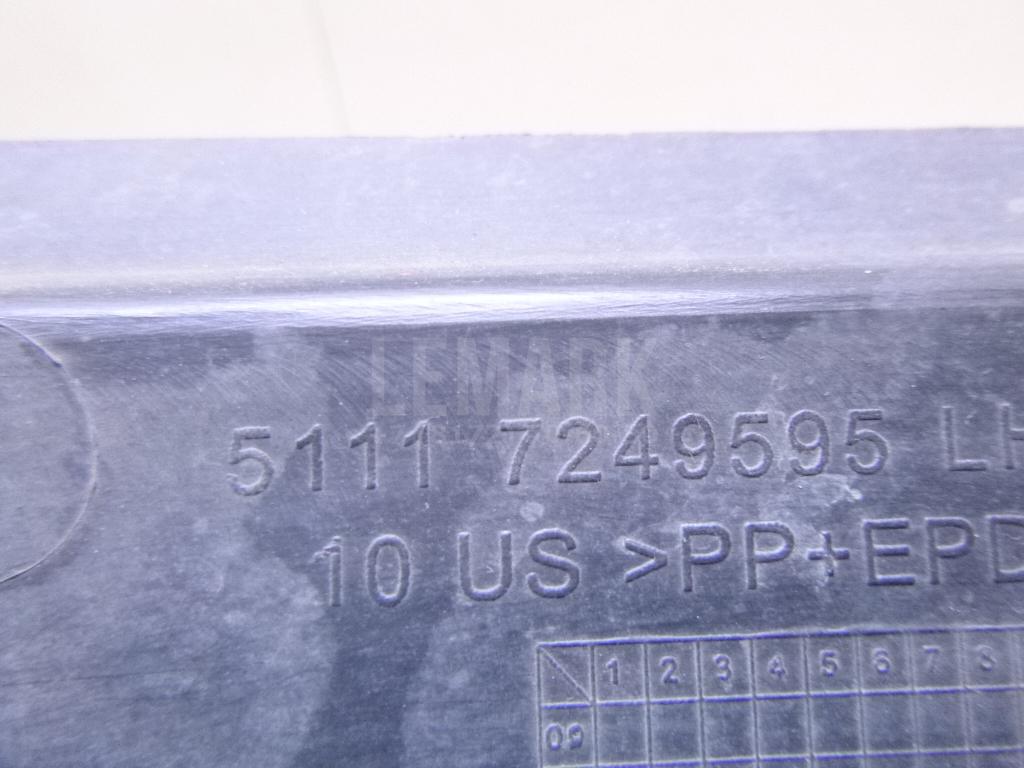 LEMARK
5111 7249595 LH
10 US >PP+EPD
1 2 3 4 5 6 7 8
09